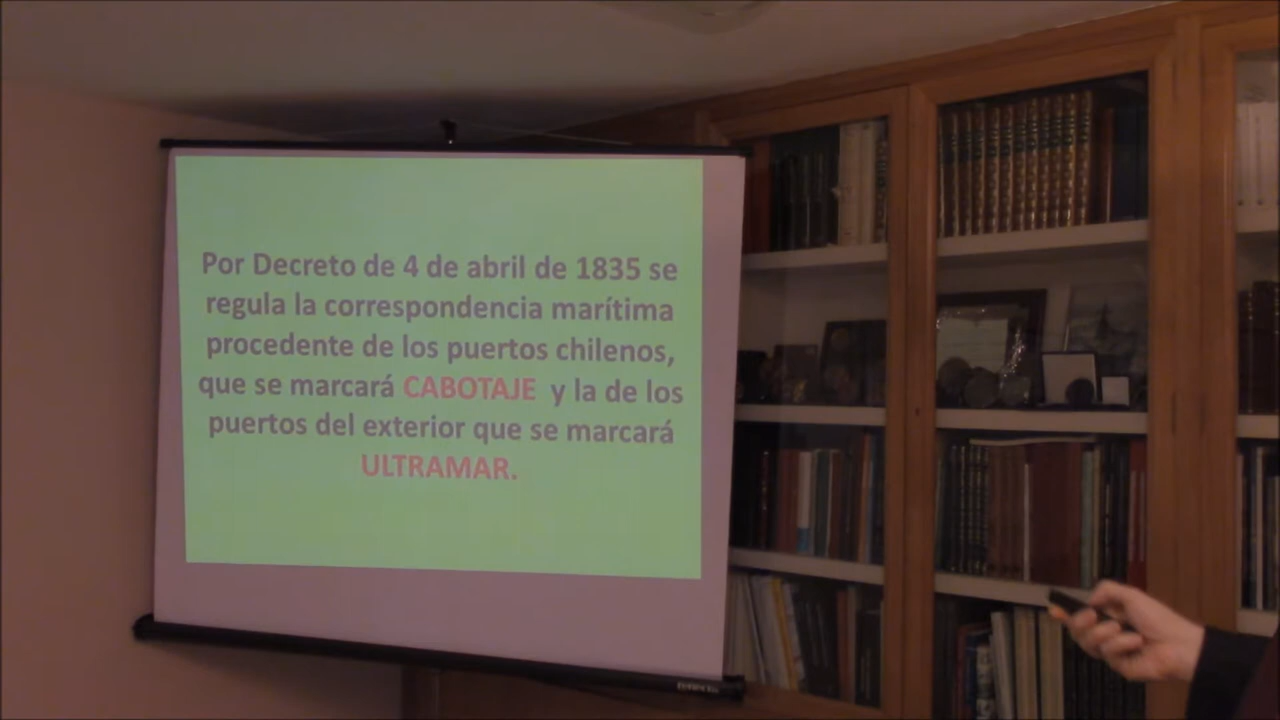 Por Decreto de 4 de abril de 1835 se
regula la correspondencia marítima
procedente de los puertos chilenos,
que se marcará CABOTAJE y la de los
puertos del exterior que se marcará
ULTRAMAR.